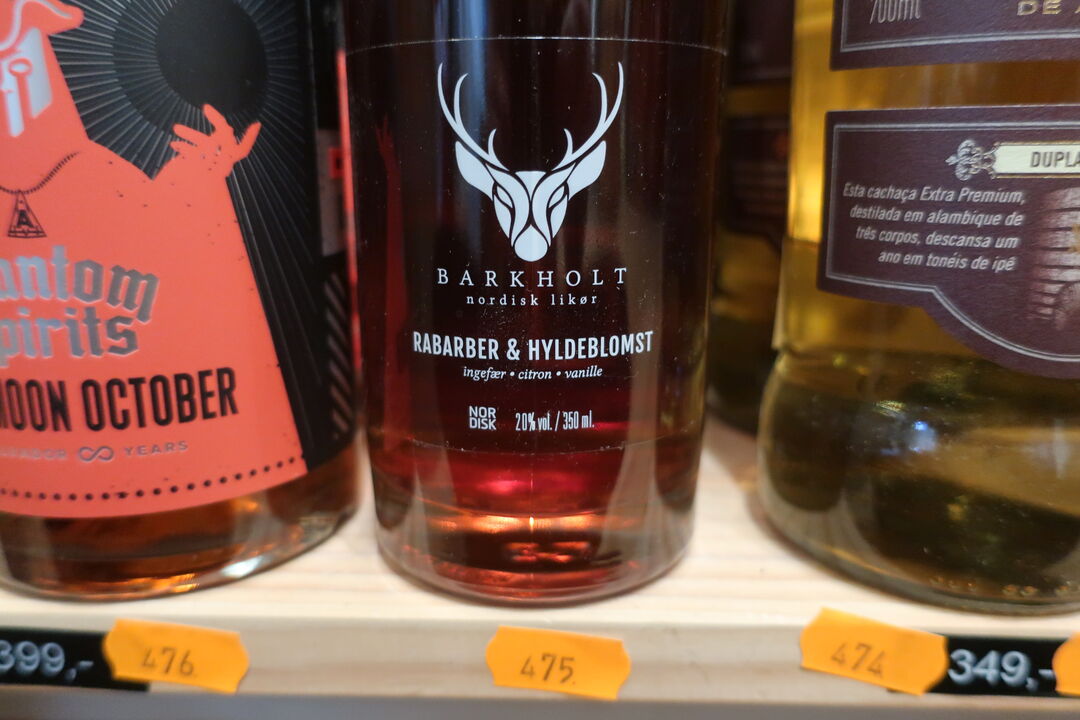 antom
pirits
MOON OCTOBER
YEARS
BARKHOLT
nordisk likør
RABARBER & HYLDEBLOMST
ingefær • citron • vanille
NOR
DISK
20% vol. / 350 ml.
700ml
DE
DUPLA
Esta cachaça Extra Premium,
destilada em alambique de
três corpos, descansa um
ano em tonéis de ipê
399,-
476.
475.
474
349,-